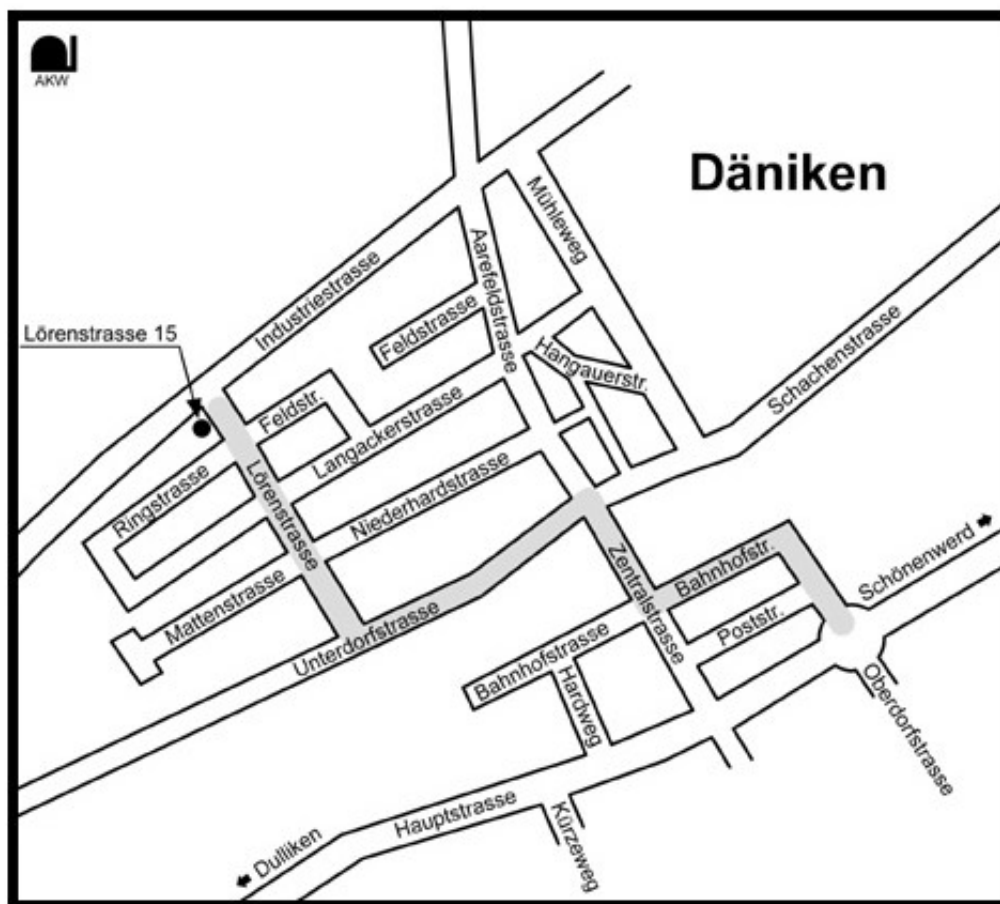 AKW
Däniken
Mühleweg
Aarefeldstrasse
Industriestrasse
Feldstrasse
Lörenstrasse 15
Hangauerstr.
Schachenstrasse
Feldstr.
Langackerstrasse
Ringstrasse
Lörenstrasse
Niederhardstrasse
Mattenstrasse
Zentralstrasse
Bahnhofstr.
Schönenwerd
Unterdorfstrasse
Poststr.
Bahnhofstrasse
Hardweg
Oberdorfstrasse
Hauptstrasse
Kürzeweg
Dulliken